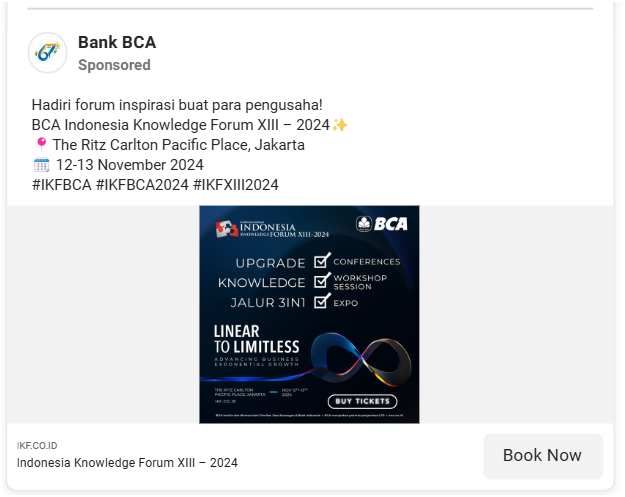 67
Bank BCA
Sponsored
Hadiri forum inspirasi buat para pengusaha!
BCA Indonesia Knowledge Forum XIII – 2024✨
📍 The Ritz Carlton Pacific Place, Jakarta
🗓️ 12-13 November 2024
#IKFBCA #IKFBCA2024 #IKFXIII2024
INDONESIA
KNOWLEDGE FORUM XIII-2024
BCA
UPGRADE
CONFERENCES
KNOWLEDGE
WORKSHOP
SESSION
JALUR 3IN1
EXPO
LINEAR
TO LIMITLESS
ADVANCING BUSINESS
EXPONENTIAL GROWTH
THE RITZ CARLTON
PACIFIC PLACE, JAKARTA
NOV 12TH-13TH
2024
IKF.CO.ID
BUY TICKETS
IKF.CO.ID
Indonesia Knowledge Forum XIII – 2024
Book Now